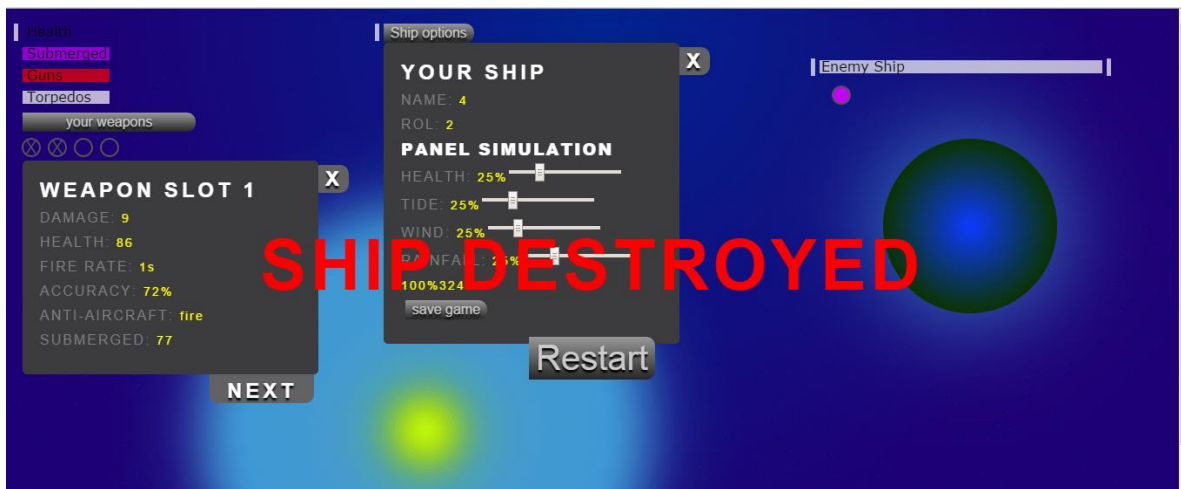 Health
Submerged
Guns
Torpedos
your weapons
X X
WEAPON SLOT 1
X
DAMAGE: 9
HEALTH: 86
FIRE RATE: 1s
ACCURACY: 72%
ANTI-AIRCRAFT: fire
SUBMERGED: 77
NEXT
Ship options
X
YOUR SHIP
NAME: 4
ROL: 2
PANEL SIMULATION
HEALTH: 25%
TIDE: 25%
WIND: 25%
RAINFALL: 25%
100%324
save game
SHIP DESTROYED
Restart
Enemy Ship